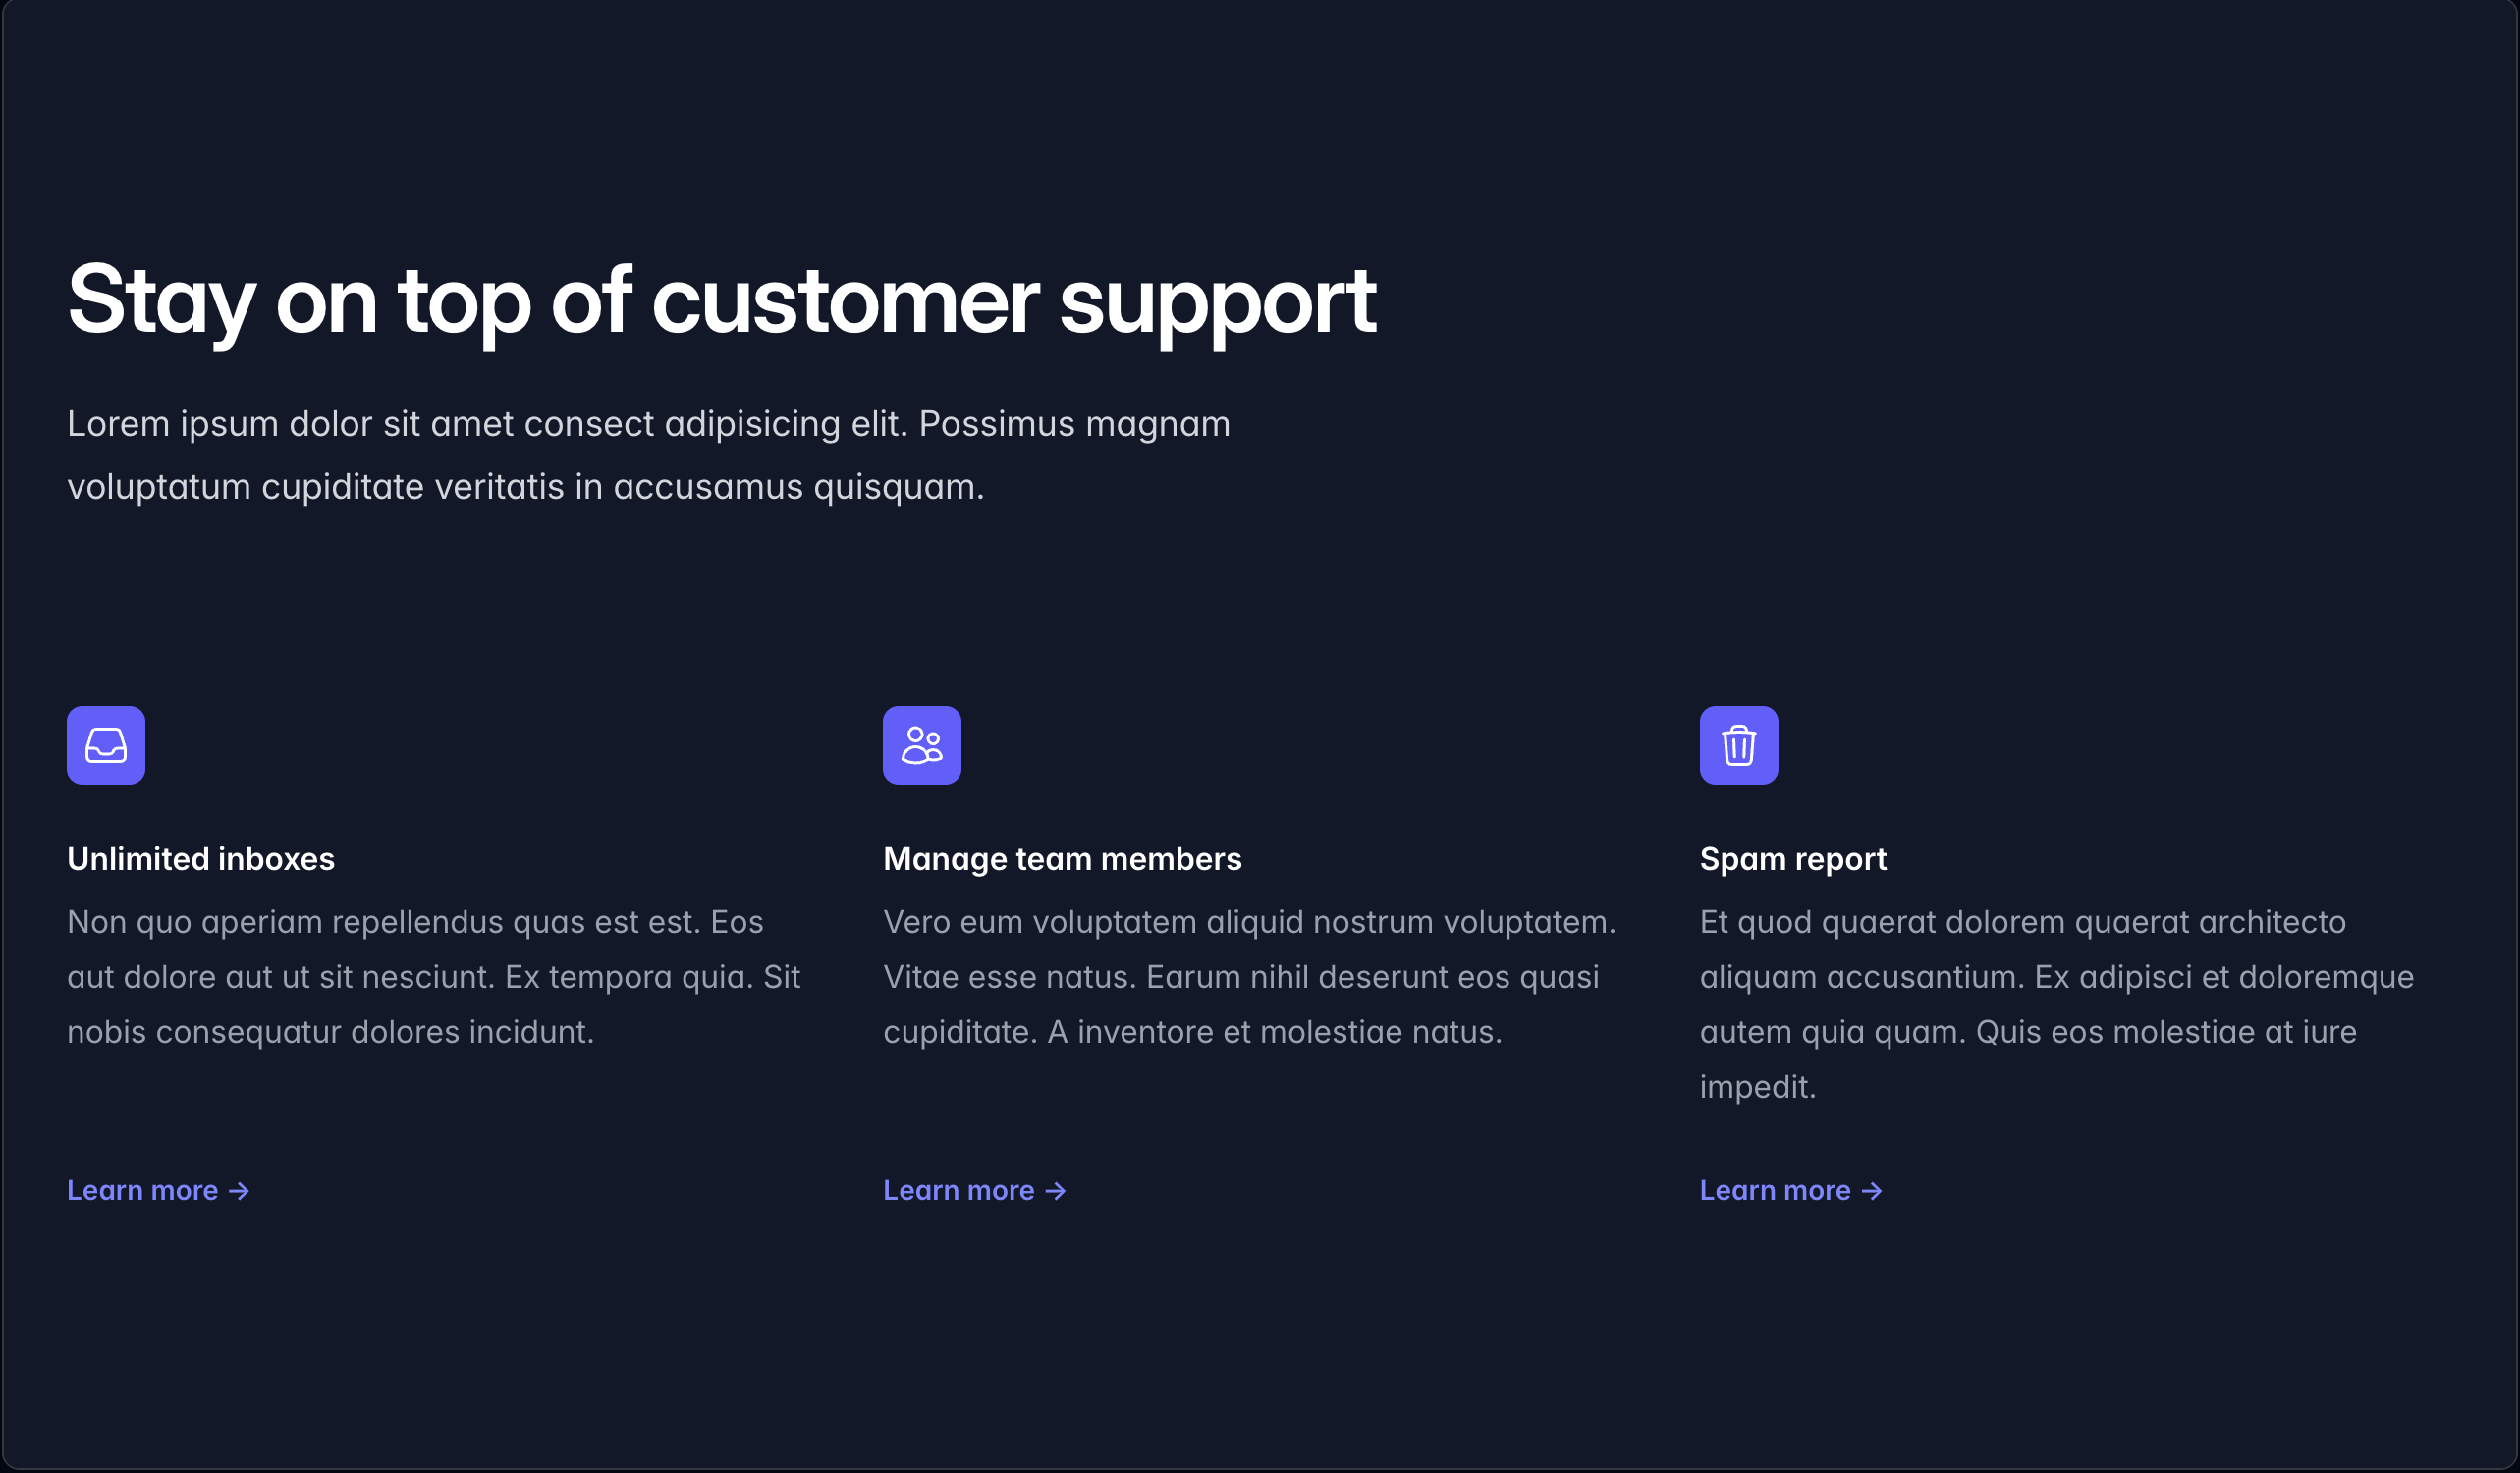 Stay on top of customer support
Lorem ipsum dolor sit amet consect adipisicing elit. Possimus magnam
voluptatum cupiditate veritatis in accusamus quisquam.
Unlimited inboxes
Non quo aperiam repellendus quas est est. Eos
aut dolore aut ut sit nesciunt. Ex tempora quia. Sit
nobis consequatur dolores incidunt.
Learn more →
Manage team members
Vero eum voluptatem aliquid nostrum voluptatem.
Vitae esse natus. Earum nihil deserunt eos quasi
cupiditate. A inventore et molestiae natus.
Learn more →
Spam report
Et quod quaerat dolorem quaerat architecto
aliquam accusantium. Ex adipisci et doloremque
autem quia quam. Quis eos molestiae at iure
impedit.
Learn more →